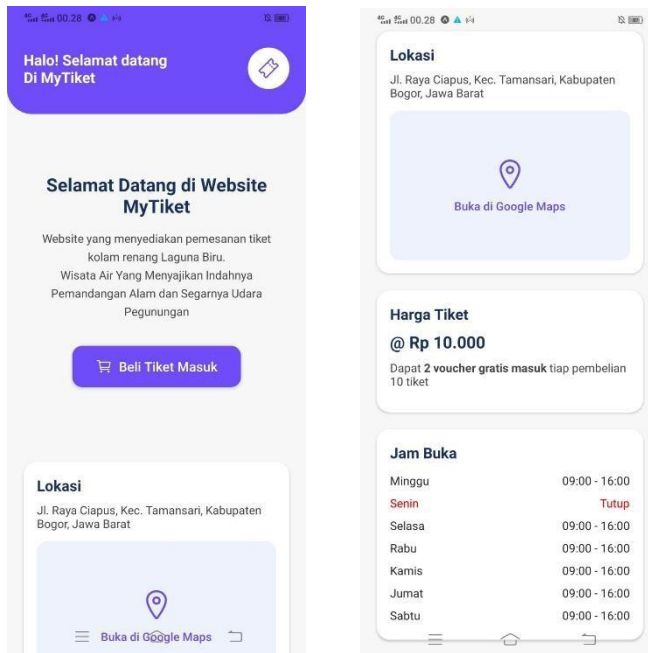 00.28
Halo! Selamat datang
Di MyTiket
Selamat Datang di Website
MyTiket
Website yang menyediakan pemesanan tiket
kolam renang Laguna Biru.
Wisata Air Yang Menyajikan Indahnya
Pemandangan Alam dan Segarnya Udara
Pegunungan
Beli Tiket Masuk
Lokasi
Jl. Raya Ciapus, Kec. Tamansari, Kabupaten
Bogor, Jawa Barat
Buka di Google Maps
00.28
Lokasi
Jl. Raya Ciapus, Kec. Tamansari, Kabupaten
Bogor, Jawa Barat
Buka di Google Maps
Harga Tiket
@ Rp 10.000
Dapat 2 voucher gratis masuk tiap pembelian
10 tiket
Jam Buka
Minggu 09:00 - 16:00
Senin Tutup
Selasa 09:00 - 16:00
Rabu 09:00 - 16:00
Kamis 09:00 - 16:00
Jumat 09:00 - 16:00
Sabtu 09:00 - 16:00